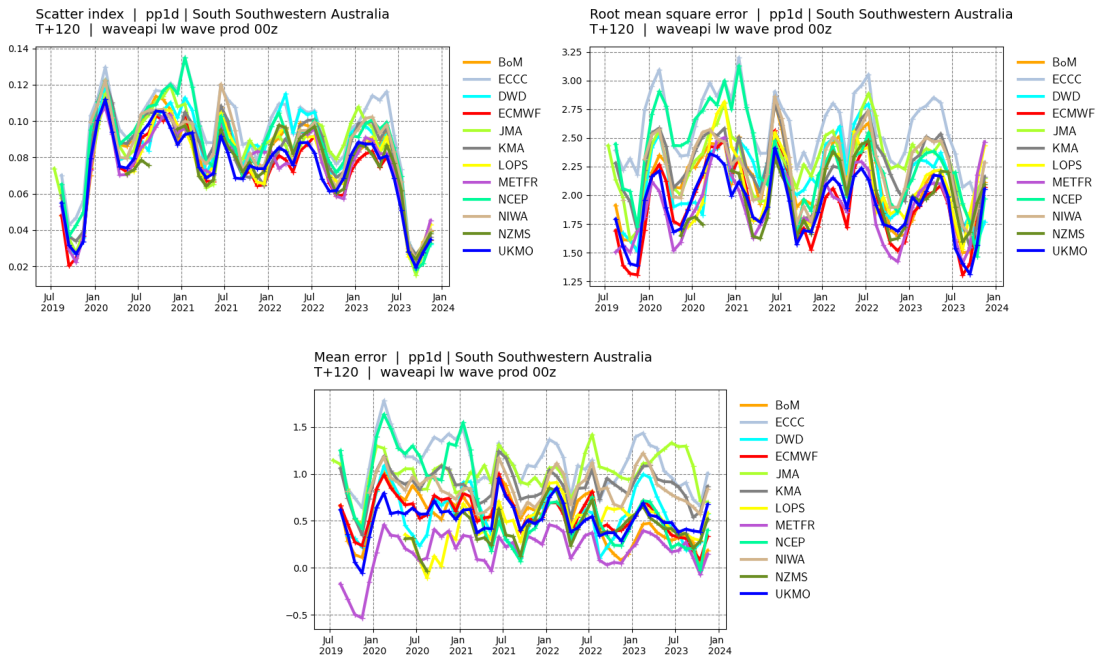 Scatter index | pp1d | South Southwestern Australia
T+120 | waveapi lw wave prod 00z
0.14
0.12
0.10
0.08
0.06
0.04
0.02
Jul Jan Jul Jan Jul Jan Jul Jan Jul Jan
2019 2020 2020 2021 2021 2022 2022 2023 2023 2024
BoM
ECCC
DWD
ECMWF
JMA
KMA
LOPS
METFR
NCEP
NIWA
NZMS
UKMO
Root mean square error | pp1d | South Southwestern Australia
T+120 | waveapi lw wave prod 00z
3.25
3.00
2.75
2.50
2.25
2.00
1.75
1.50
1.25
Jul Jan Jul Jan Jul Jan Jul Jan Jul Jan
2019 2020 2020 2021 2021 2022 2022 2023 2023 2024
BoM
ECCC
DWD
ECMWF
JMA
KMA
LOPS
METFR
NCEP
NIWA
NZMS
UKMO
Mean error | pp1d | South Southwestern Australia
T+120 | waveapi lw wave prod 00z
1.5
1.0
0.5
0.0
−0.5
Jul Jan Jul Jan Jul Jan Jul Jan Jul Jan
2019 2020 2020 2021 2021 2022 2022 2023 2023 2024
BoM
ECCC
DWD
ECMWF
JMA
KMA
LOPS
METFR
NCEP
NIWA
NZMS
UKMO